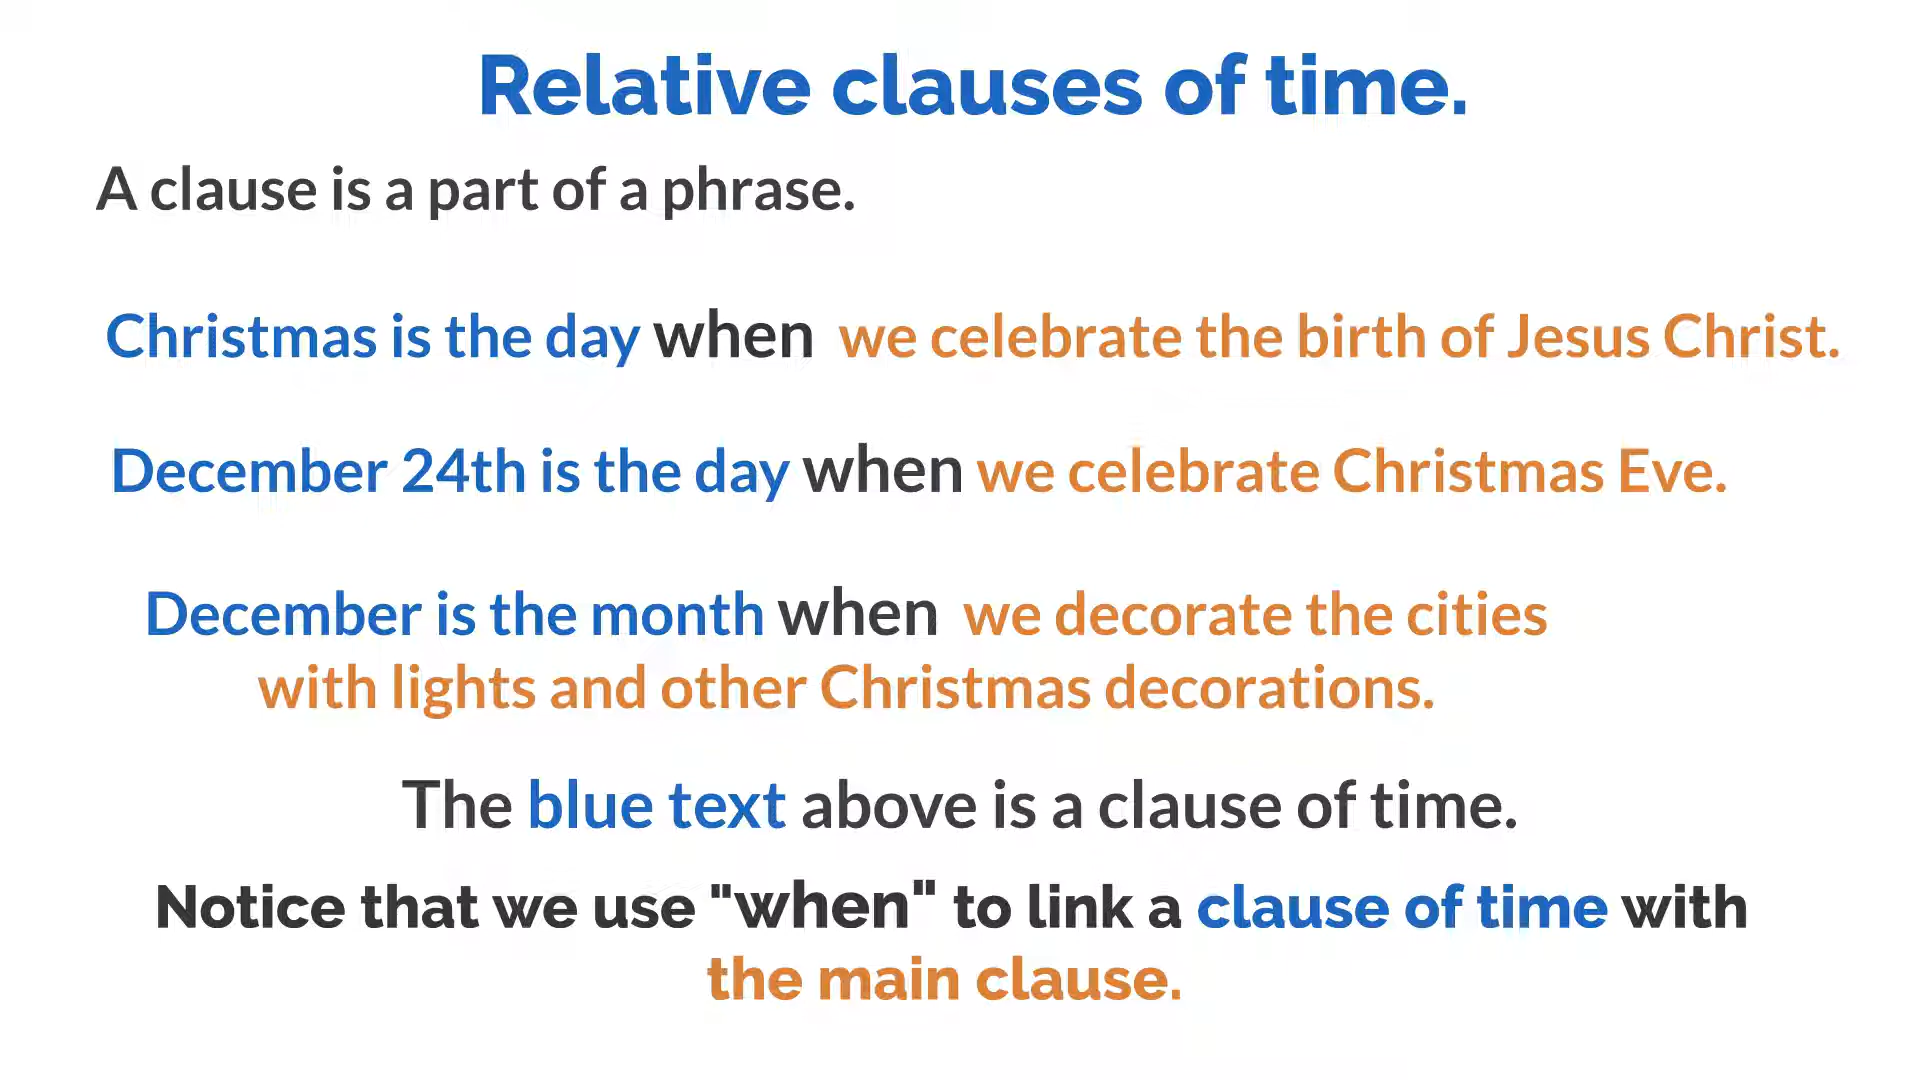 Relative clauses of time.
A clause is a part of a phrase.
Christmas is the day when we celebrate the birth of Jesus Christ.
December 24th is the day when we celebrate Christmas Eve.
December is the month when we decorate the cities
with lights and other Christmas decorations.
The blue text above is a clause of time.
Notice that we use "when" to link a clause of time with
the main clause.